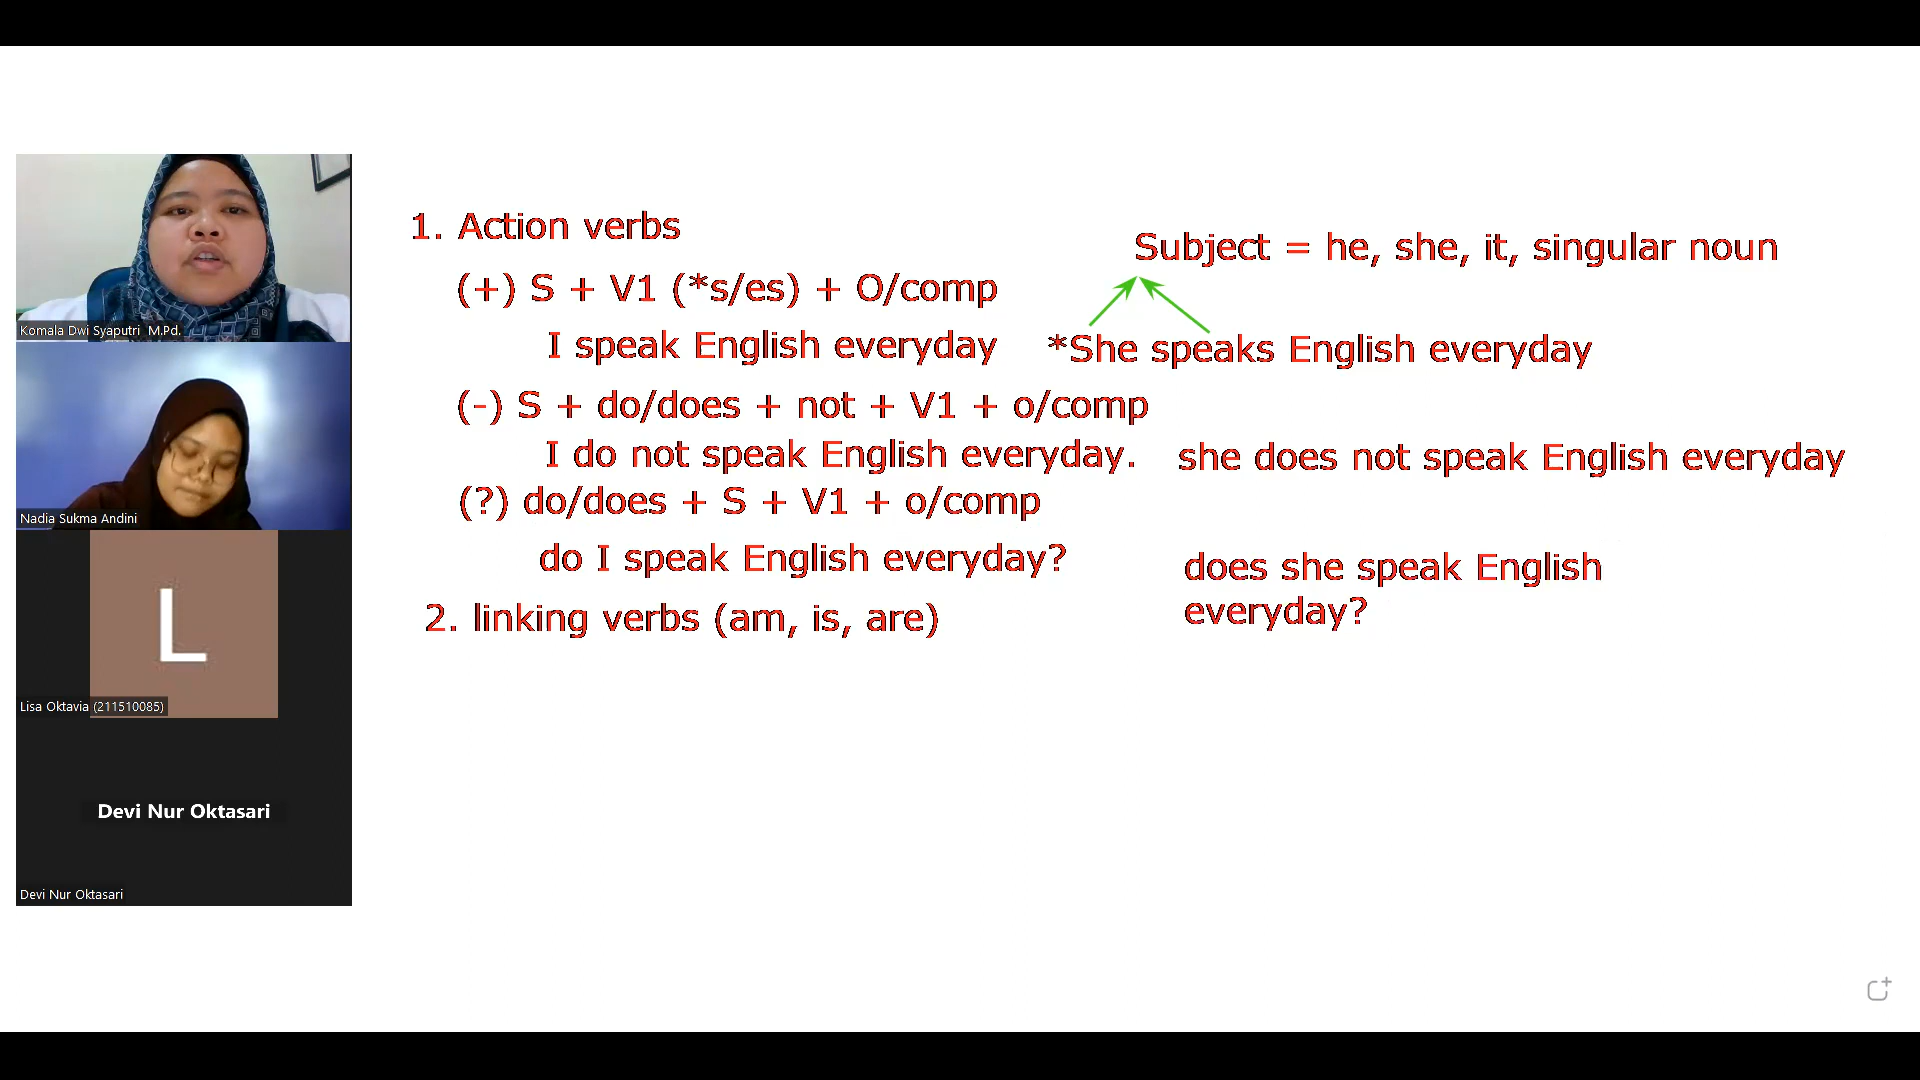 Komala Dwi Syaputri M.Pd.
Nadia Sukma Andini
L
Lisa Oktavia (211510085)
Devi Nur Oktasari
Devi Nur Oktasari
1. Action verbs
Subject = he, she, it, singular noun
(+) S + V1 (*s/es) + O/comp
I speak English everyday
*She speaks English everyday
(-) S + do/does + not + V1 + o/comp
I do not speak English everyday.
she does not speak English everyday
(?) do/does + S + V1 + o/comp
do I speak English everyday?
does she speak English
everyday?
2. linking verbs (am, is, are)